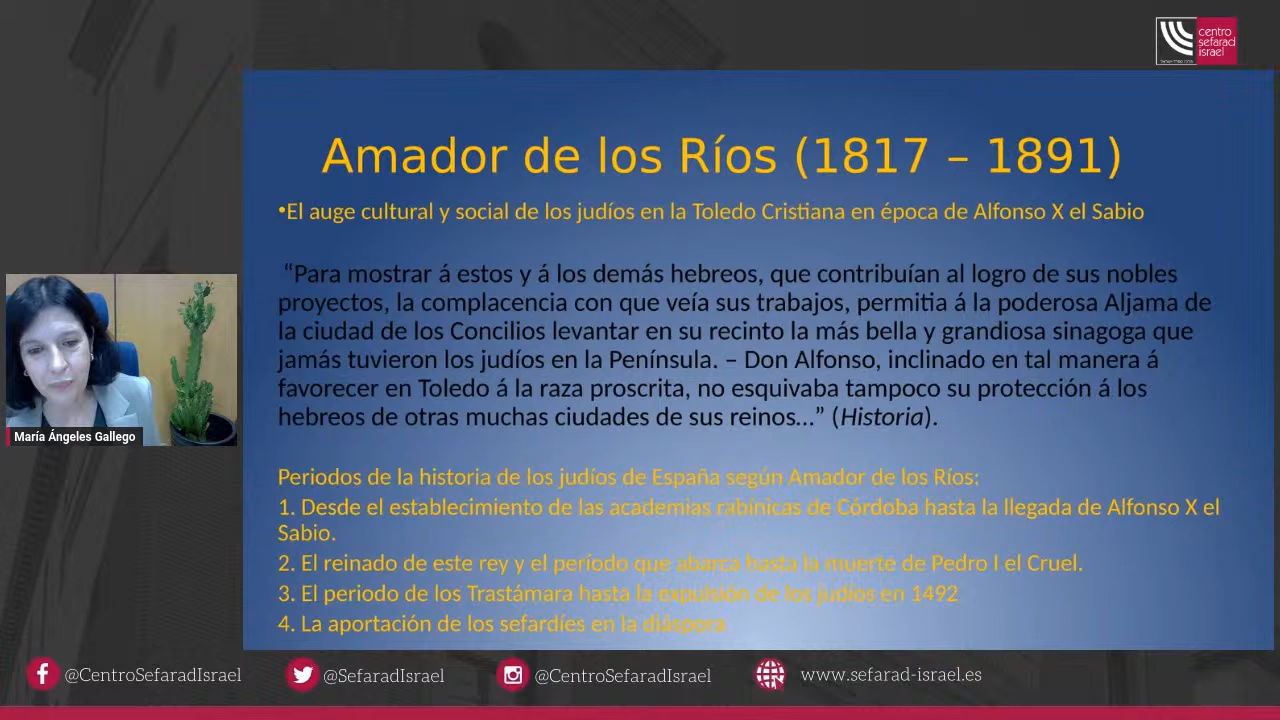 centro
sefarad
israel
Amador de los Ríos (1817 – 1891)
•El auge cultural y social de los judíos en la Toledo Cristiana en época de Alfonso X el Sabio
“Para mostrar á estos y á los demás hebreos, que contribuían al logro de sus nobles
proyectos, la complacencia con que veía sus trabajos, permitia á la poderosa Aljama de
la ciudad de los Concilios levantar en su recinto la más bella y grandiosa sinagoga que
jamás tuvieron los judíos en la Península. – Don Alfonso, inclinado en tal manera á
favorecer en Toledo á la raza proscrita, no esquivaba tampoco su protección á los
hebreos de otras muchas ciudades de sus reinos...” (Historia).
Periodos de la historia de los judíos de España según Amador de los Ríos:
1. Desde el establecimiento de las academias rabínicas de Córdoba hasta la llegada de Alfonso X el
Sabio.
2. El reinado de este rey y el período que abarca hasta la muerte de Pedro I el Cruel.
3. El periodo de los Trastámara hasta la expulsión de los judíos en 1492
4. La aportación de los sefardíes en la diáspora
María Ángeles Gallego
@CentroSefaradIsrael
@SefaradIsrael
@CentroSefaradIsrael
www.sefarad-israel.es